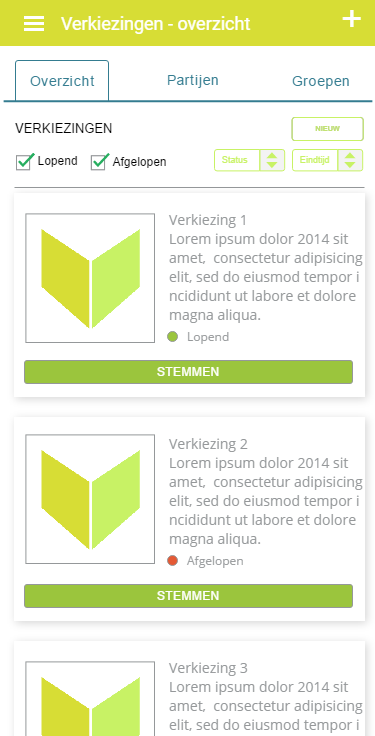 Verkiezingen - overzicht
Overzicht
Partijen
Groepen
VERKIEZINGEN
NIEUW
Lopend
Afgelopen
Status
Eindtijd
Verkiezing 1
Lorem ipsum dolor 2014 sit
amet,  consectetur adipisicing
elit, sed do eiusmod tempor i
ncididunt ut labore et dolore
magna aliqua.
Lopend
STEMMEN
Verkiezing 2
Lorem ipsum dolor 2014 sit
amet,  consectetur adipisicing
elit, sed do eiusmod tempor i
ncididunt ut labore et dolore
magna aliqua.
Afgelopen
STEMMEN
Verkiezing 3
Lorem ipsum dolor 2014 sit
amet,  consectetur adipisicing
elit, sed do eiusmod tempor i